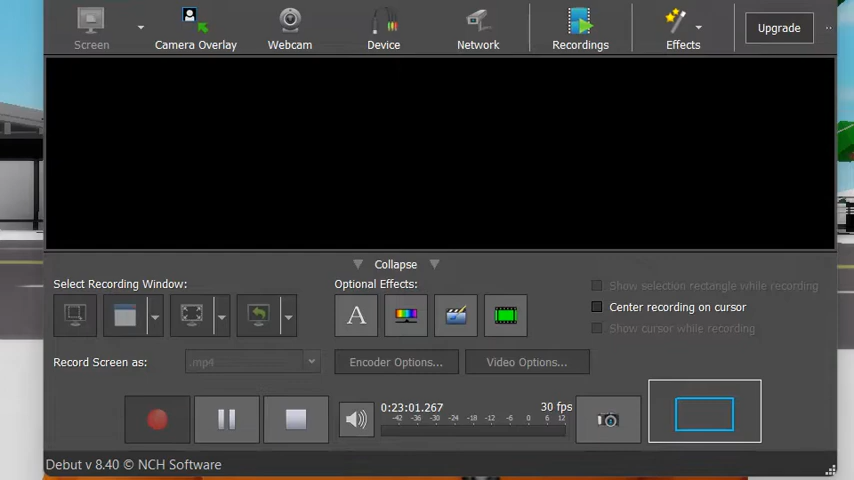 Screen
Camera Overlay
Webcam
Device
Network
Recordings
Effects
Upgrade
Collapse
Select Recording Window:
Optional Effects:
Show selection rectangle while recording
Center recording on cursor
Show cursor while recording
A
Record Screen as:
.mp4
Encoder Options...
Video Options...
0:23:01.267
30 fps
-42 -36 -30 -24 -18 -12 -6 0 6 12
Debut v 8.40 © NCH Software